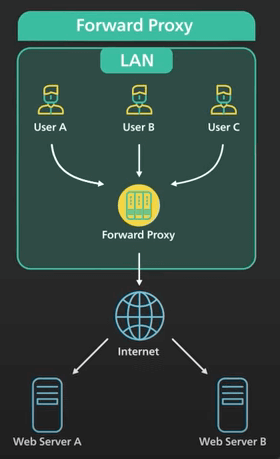 Forward Proxy
LAN
User A
User B
User C
Forward Proxy
Internet
Web Server A
Web Server B